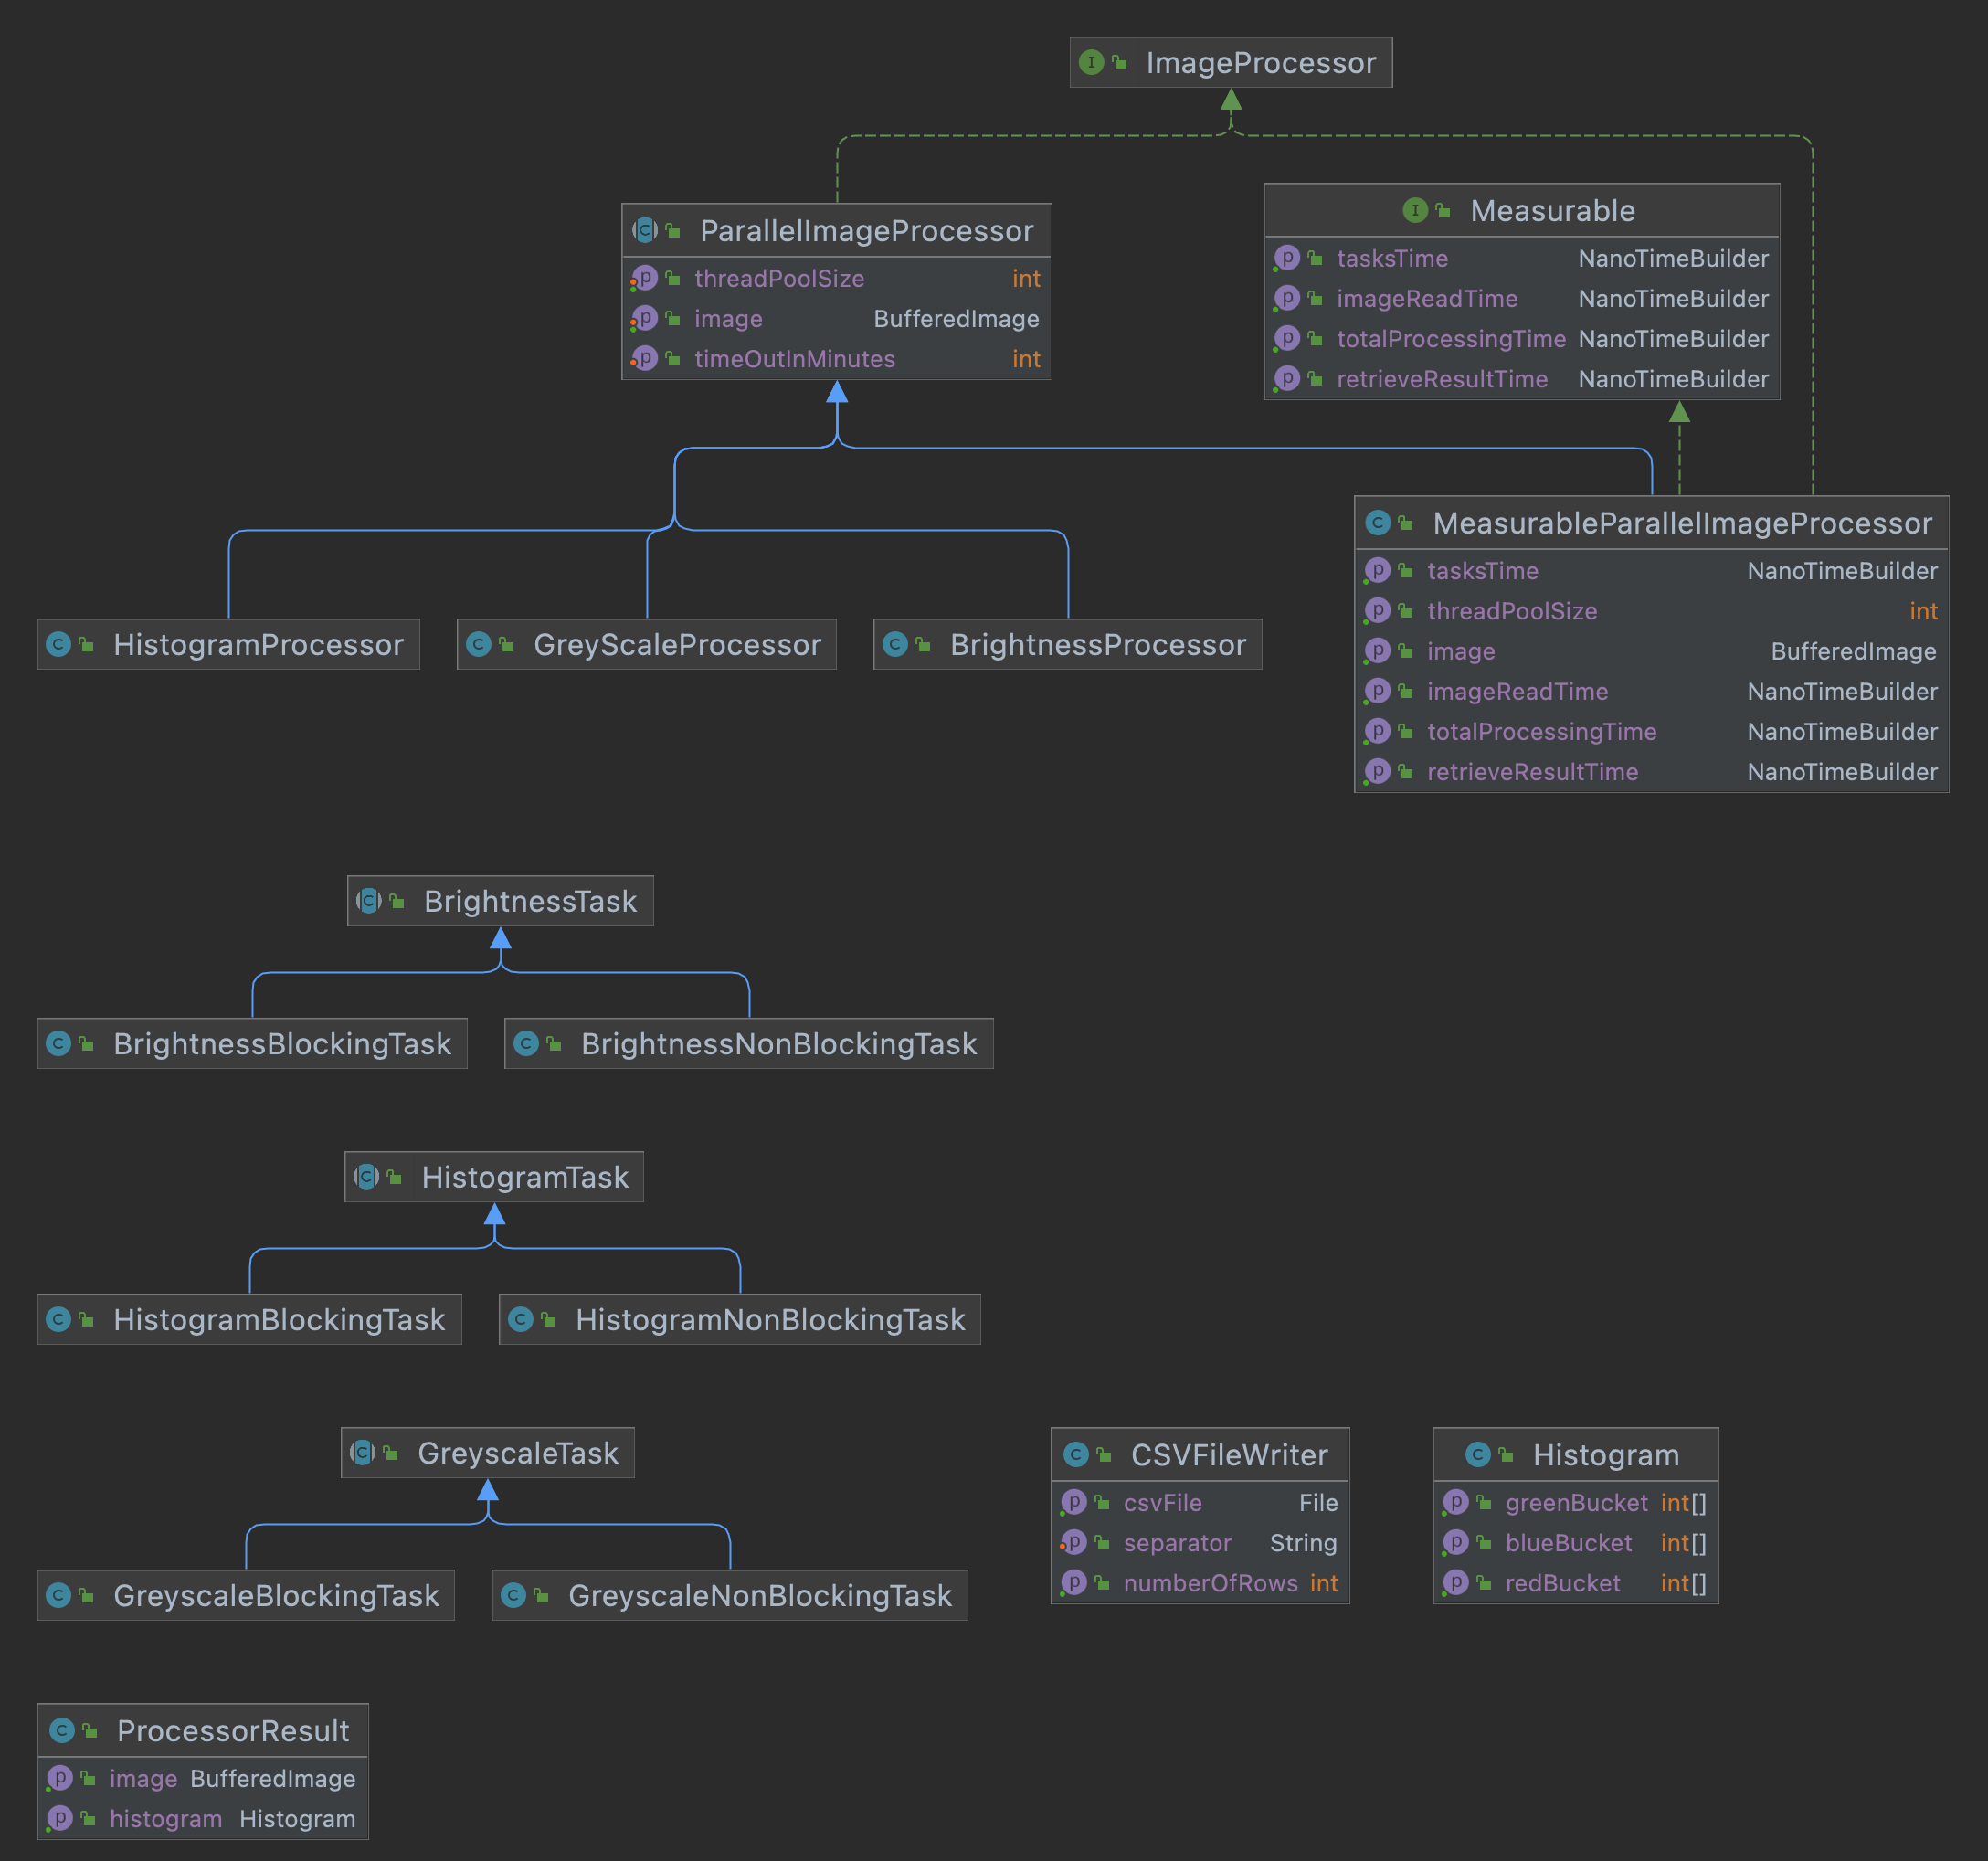 ImageProcessor
ParallelImageProcessor
threadPoolSize int
image BufferedImage
timeOutInMinutes int
Measurable
tasksTime NanoTimeBuilder
imageReadTime NanoTimeBuilder
totalProcessingTime NanoTimeBuilder
retrieveResultTime NanoTimeBuilder
HistogramProcessor
GreyScaleProcessor
BrightnessProcessor
MeasurableParallelImageProcessor
tasksTime NanoTimeBuilder
threadPoolSize int
image BufferedImage
imageReadTime NanoTimeBuilder
totalProcessingTime NanoTimeBuilder
retrieveResultTime NanoTimeBuilder
BrightnessTask
BrightnessBlockingTask
BrightnessNonBlockingTask
HistogramTask
HistogramBlockingTask
HistogramNonBlockingTask
GreyscaleTask
GreyscaleBlockingTask
GreyscaleNonBlockingTask
CSVFileWriter
csvFile File
separator String
numberOfRows int
Histogram
greenBucket int[]
blueBucket int[]
redBucket int[]
ProcessorResult
image BufferedImage
histogram Histogram